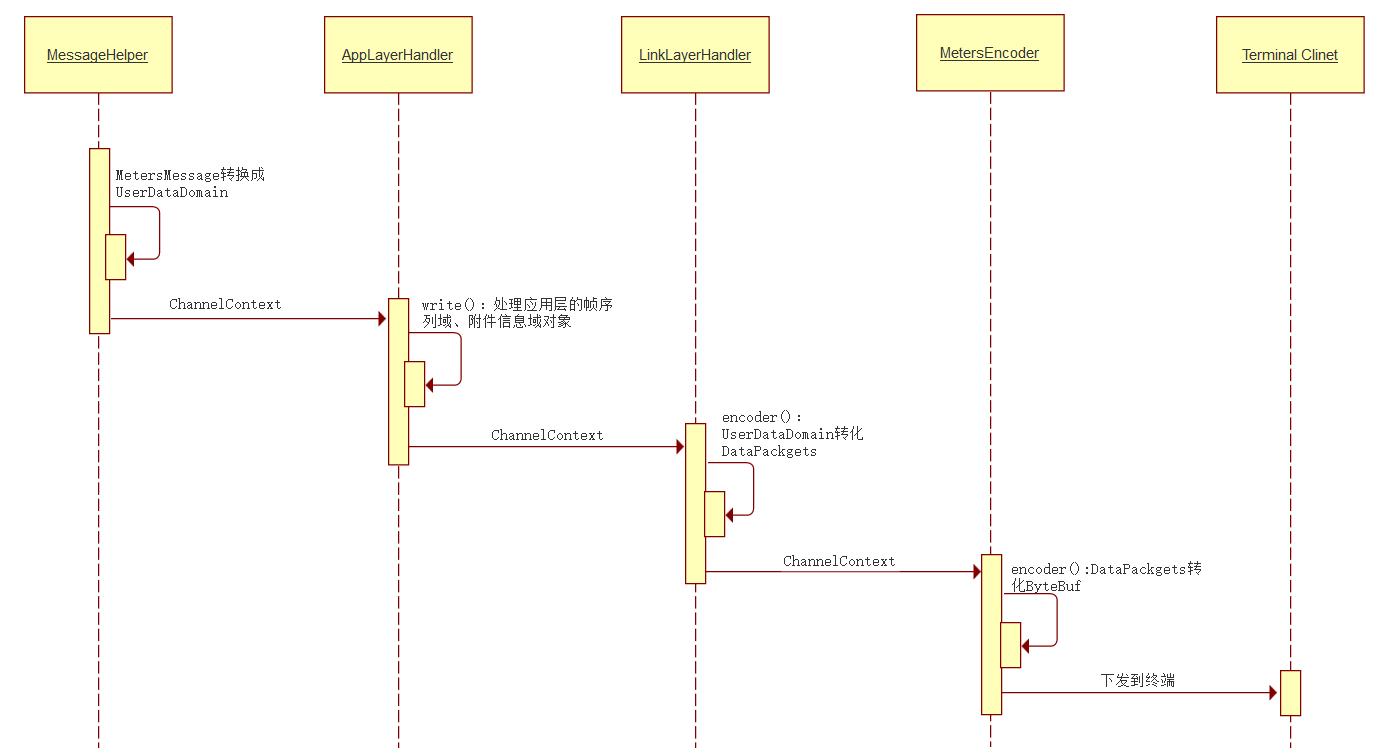 MessageHelper
AppLayerHandler
LinkLayerHandler
MetersEncoder
Terminal Clinet
MetersMessage转换成
UserDataDomain
ChannelContext
write()：处理应用层的帧序
列域、附件信息域对象
ChannelContext
encoder()：
UserDataDomain转化
DataPackgets
ChannelContext
encoder():DataPackgets转
化ByteBuf
下发到终端